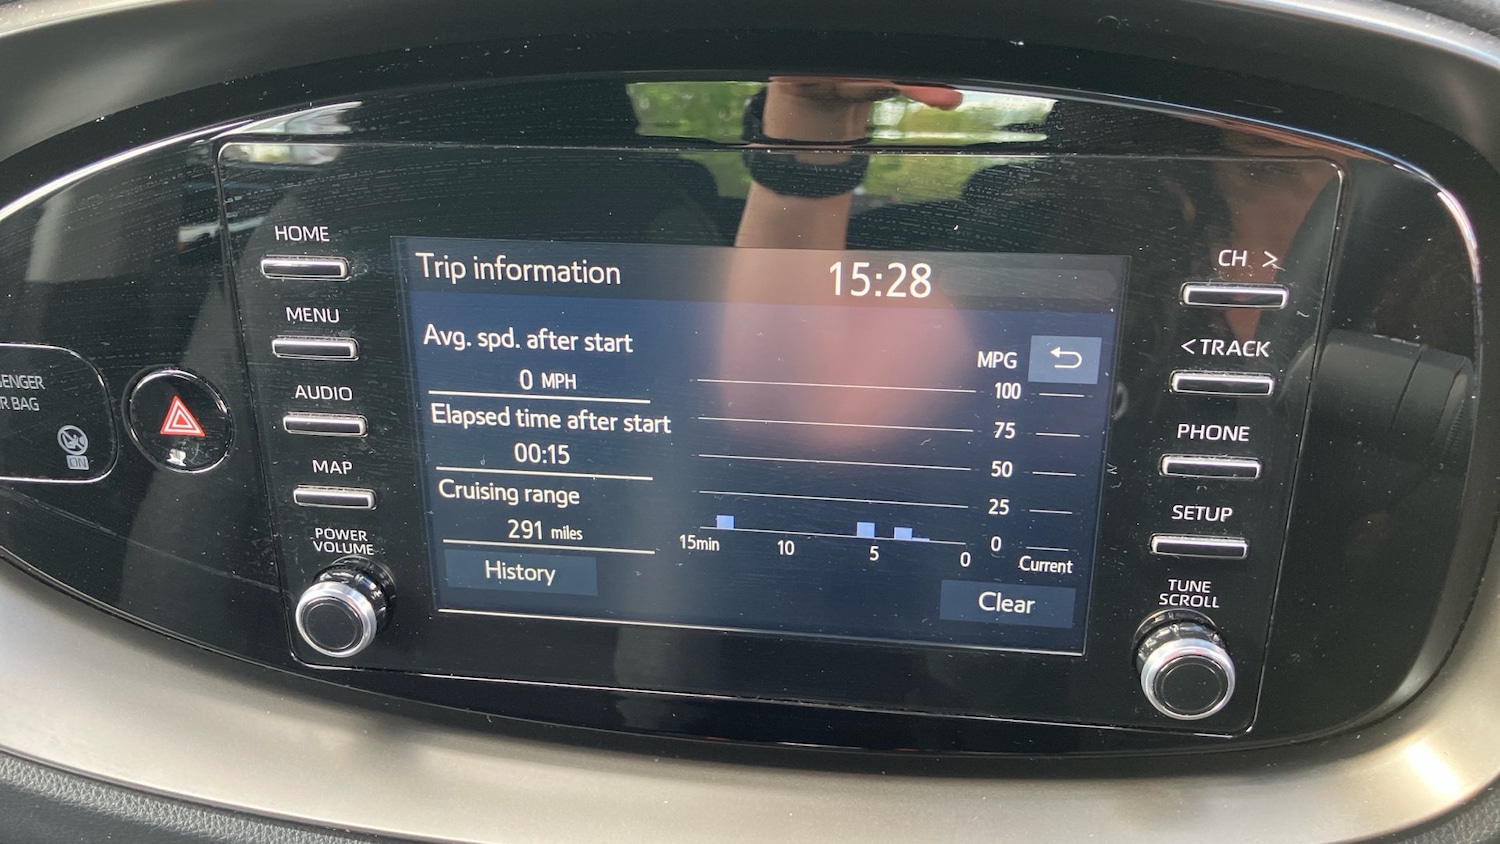 HOME
MENU
AUDIO
MAP
POWER
VOLUME
ON
Trip information
15:28
Avg. spd. after start
0 MPH
Elapsed time after start
00:15
Cruising range
291 miles
History
MPG
100
75
50
25
0
15min 10 5 0 Current
Clear
CH >
< TRACK
PHONE
SETUP
TUNE
SCROLL
BAG